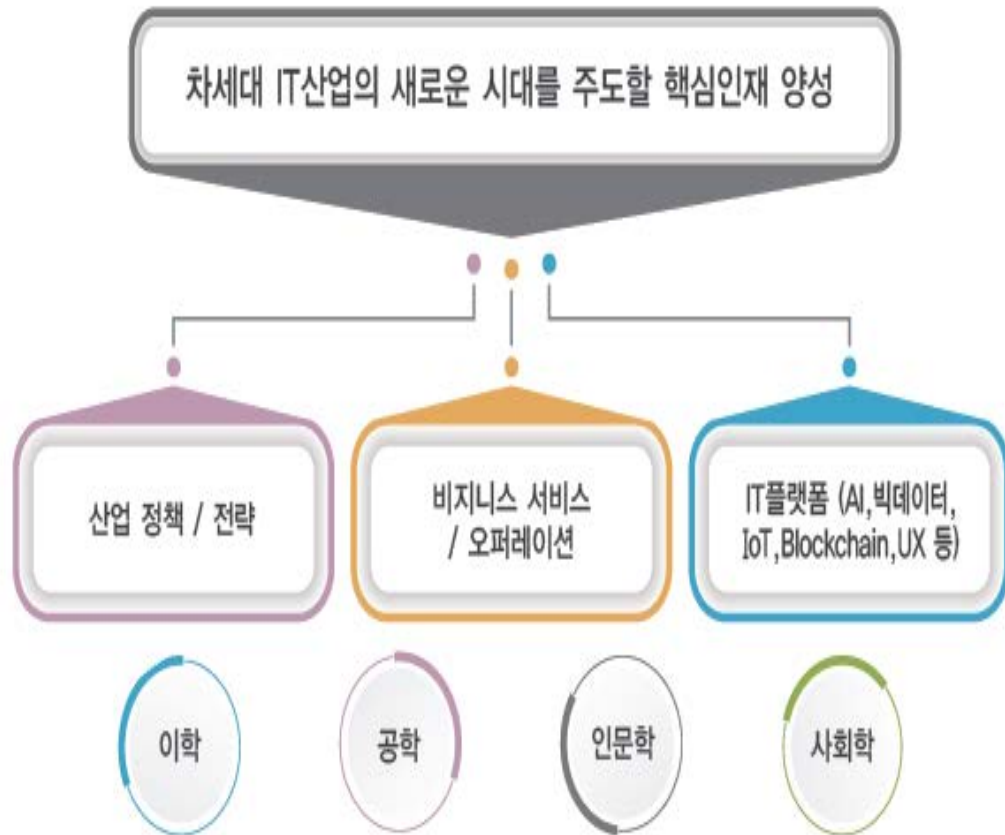 차세대 IT산업의 새로운 시대를 주도할 핵심인재 양성
산업 정책 / 전략
비지니스 서비스
/ 오퍼레이션
IT플랫폼 (AI,빅데이터,
IoT,Blockchain,UX 등)
이학
공학
인문학
사회학